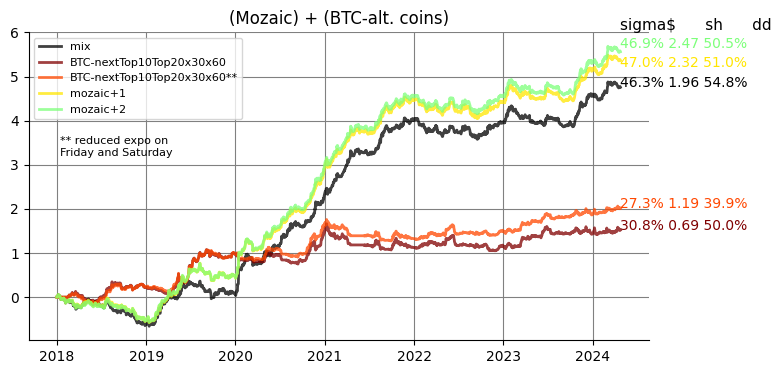 (Mozaic) + (BTC-alt. coins)
sigma$ sh dd
46.9% 2.47 50.5%
47.0% 2.32 51.0%
46.3% 1.96 54.8%
27.3% 1.19 39.9%
30.8% 0.69 50.0%
mix
BTC-nextTop10Top20x30x60
BTC-nextTop10Top20x30x60**
mozaic+1
mozaic+2
** reduced expo on
Friday and Saturday
6
5
4
3
2
1
0
2018 2019 2020 2021 2022 2023 2024